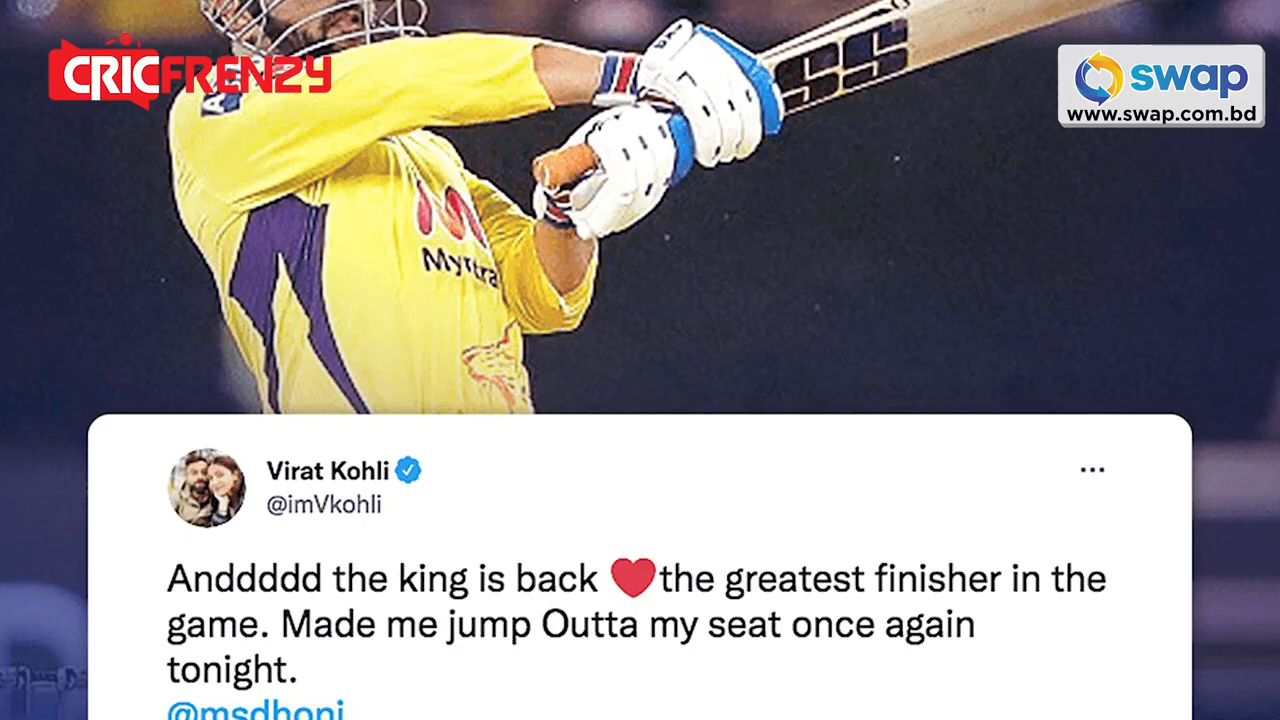 CRICFRENZY
swap
www.swap.com.bd
SS
Myntra
Virat Kohli
@imVkohli
Anddddd the king is back ❤️the greatest finisher in the
game. Made me jump Outta my seat once again
tonight.
@msdhoni